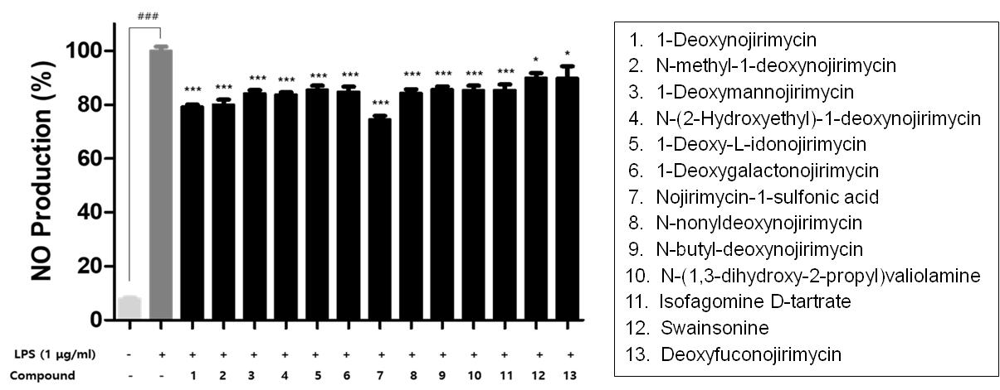 ###
NO Production (%)
100
80
60
40
20
0
*** *** *** *** *** *** *** *** *** *** *** * *
LPS (1 μg/ml) - + + + + + + + + + + + + + +
Compound - - 1 2 3 4 5 6 7 8 9 10 11 12 13
1. 1-Deoxynojirimycin
2. N-methyl-1-deoxynojirimycin
3. 1-Deoxymannojirimycin
4. N-(2-Hydroxyethyl)-1-deoxynojirimycin
5. 1-Deoxy-L-idonojirimycin
6. 1-Deoxygalactonojirimycin
7. Nojirimycin-1-sulfonic acid
8. N-nonyldeoxynojirimycin
9. N-butyl-deoxynojirimycin
10. N-(1,3-dihydroxy-2-propyl)valiolamine
11. Isofagomine D-tartrate
12. Swainsonine
13. Deoxyfuconojirimycin